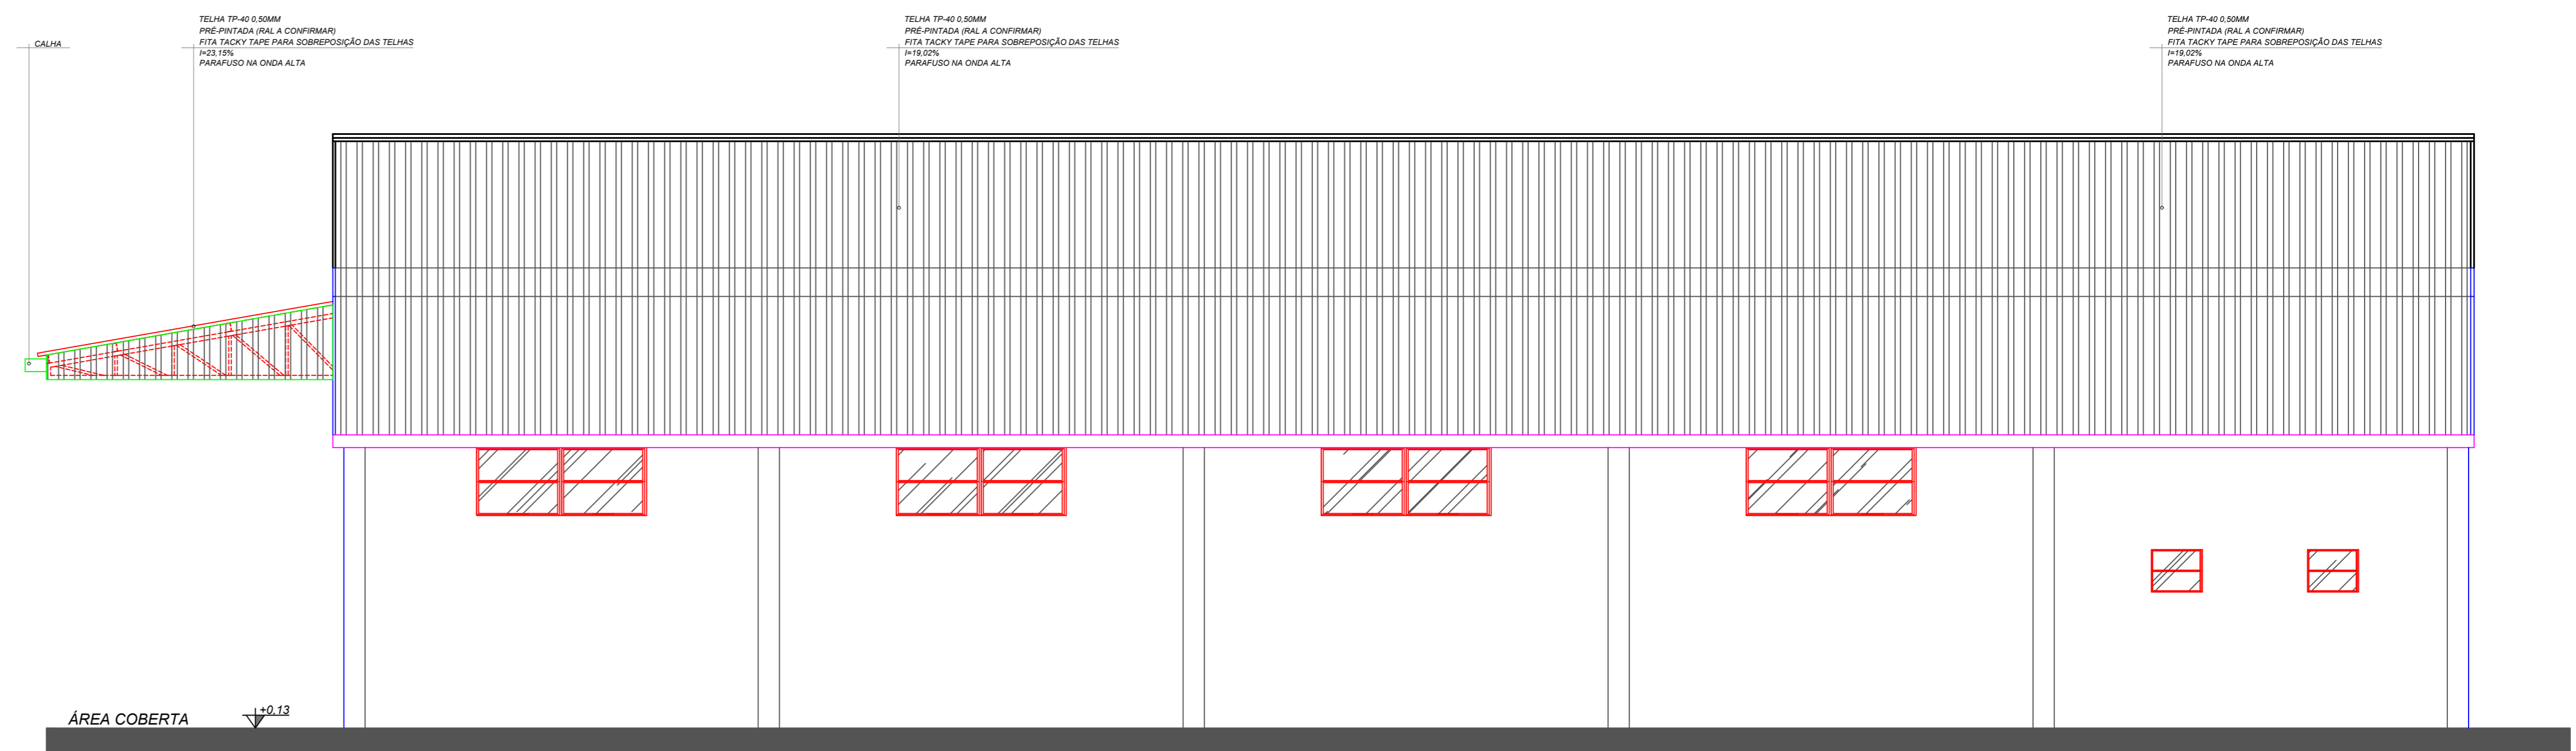 CALHA
TELHA TP-40 0,50MM
PRÉ-PINTADA (RAL A CONFIRMAR)
FITA TACKY TAPE PARA SOBREPOSIÇÃO DAS TELHAS
I=23,15%
PARAFUSO NA ONDA ALTA
TELHA TP-40 0,50MM
PRÉ-PINTADA (RAL A CONFIRMAR)
FITA TACKY TAPE PARA SOBREPOSIÇÃO DAS TELHAS
I=19,02%
PARAFUSO NA ONDA ALTA
TELHA TP-40 0,50MM
PRÉ-PINTADA (RAL A CONFIRMAR)
FITA TACKY TAPE PARA SOBREPOSIÇÃO DAS TELHAS
I=19,02%
PARAFUSO NA ONDA ALTA
ÁREA COBERTA
+0,13